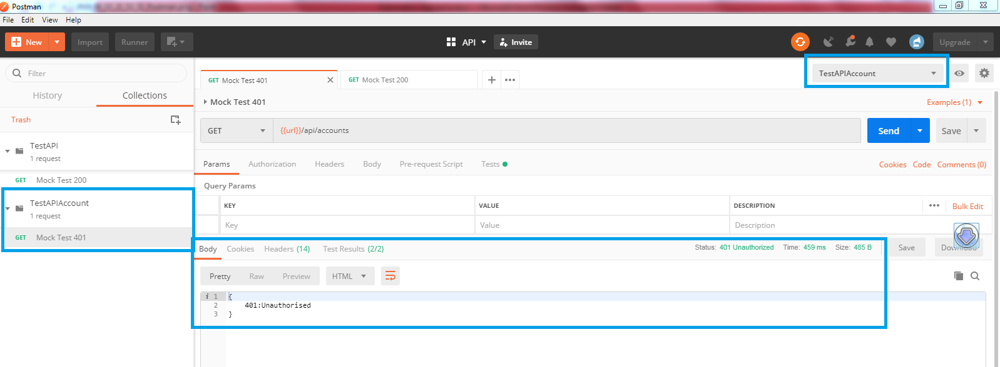 Postman
File Edit View Help
New Import Runner API Invite Upgrade
Filter
History Collections
Trash
TestAPI
1 request
GET Mock Test 200
TestAPIAccount
1 request
GET Mock Test 401
GET Mock Test 401 GET Mock Test 200
TestAPIAccount
Mock Test 401 Examples (1)
GET {{url}}/api/accounts Send Save
Params Authorization Headers Body Pre-request Script Tests Cookies Code Comments (0)
Query Params
KEY VALUE DESCRIPTION Bulk Edit
Key Value Description
Body Cookies Headers (14) Test Results (2/2) Status: 401 Unauthorized Time: 459 ms Size: 485 B Save Download
Pretty Raw Preview HTML
i 1 {
2 401:Unauthorised
3 }